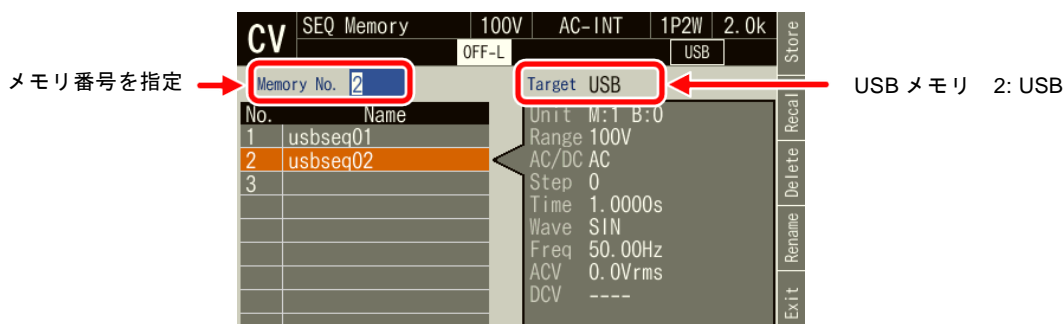 CV SEQ Memory 100V AC-INT 1P2W 2.0k
OFF-L USB
メモリ番号を指定
Memory No. 2
Target USB
USB メモリ 2: USB
No. Name
1 usbseq01
2 usbseq02
3
Unit M:1 B:0
Range 100V
AC/DC AC
Step 0
Time 1.0000s
Wave SIN
Freq 50.00Hz
ACV 0.0Vrms
DCV ----
Store
Recal
Delete
Rename
Exit